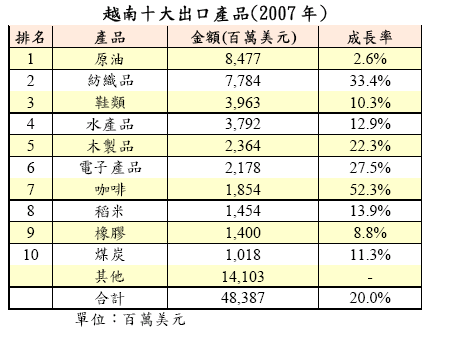 越南十大出口產品(2007年)
排名 產品 金額(百萬美元) 成長率
1 原油 8,477 2.6%
2 紡織品 7,784 33.4%
3 鞋類 3,963 10.3%
4 水產品 3,792 12.9%
5 木製品 2,364 22.3%
6 電子產品 2,178 27.5%
7 咖啡 1,854 52.3%
8 稻米 1,454 13.9%
9 橡膠 1,400 8.8%
10 煤炭 1,018 11.3%
其他 14,103 -
合計 48,387 20.0%
單位：百萬美元